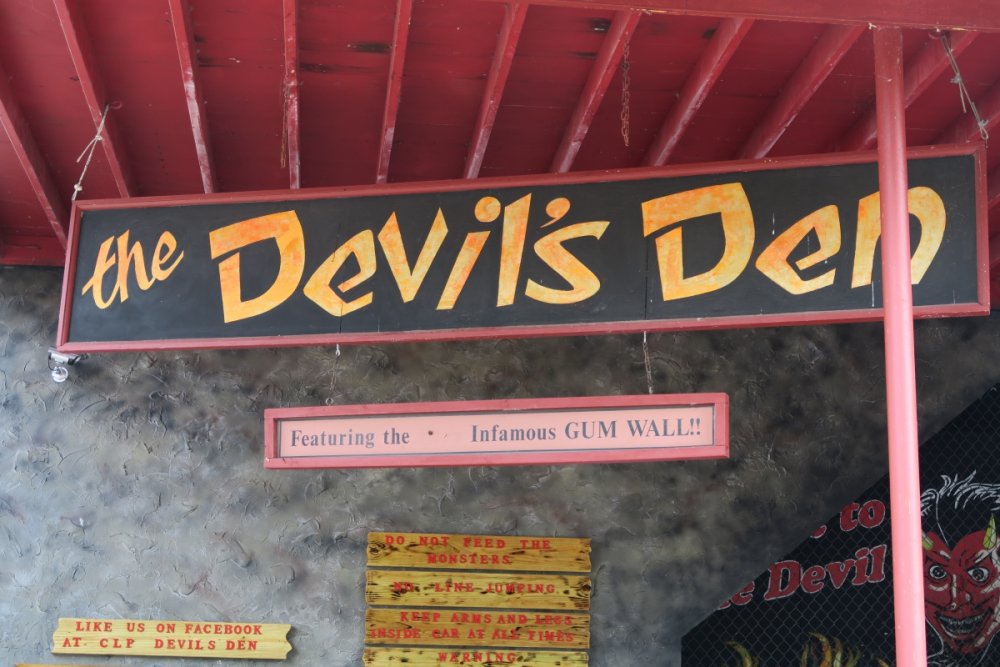 the Devil's Den
Featuring the Infamous GUM WALL!!
DO NOT FEED THE
MONSTERS
NO LINE JUMPING
KEEP ARMS AND LEGS
INSIDE CAR AT ALL TIMES
WARNING
LIKE US ON FACEBOOK
AT CLP DEVILS DEN
to
Devil